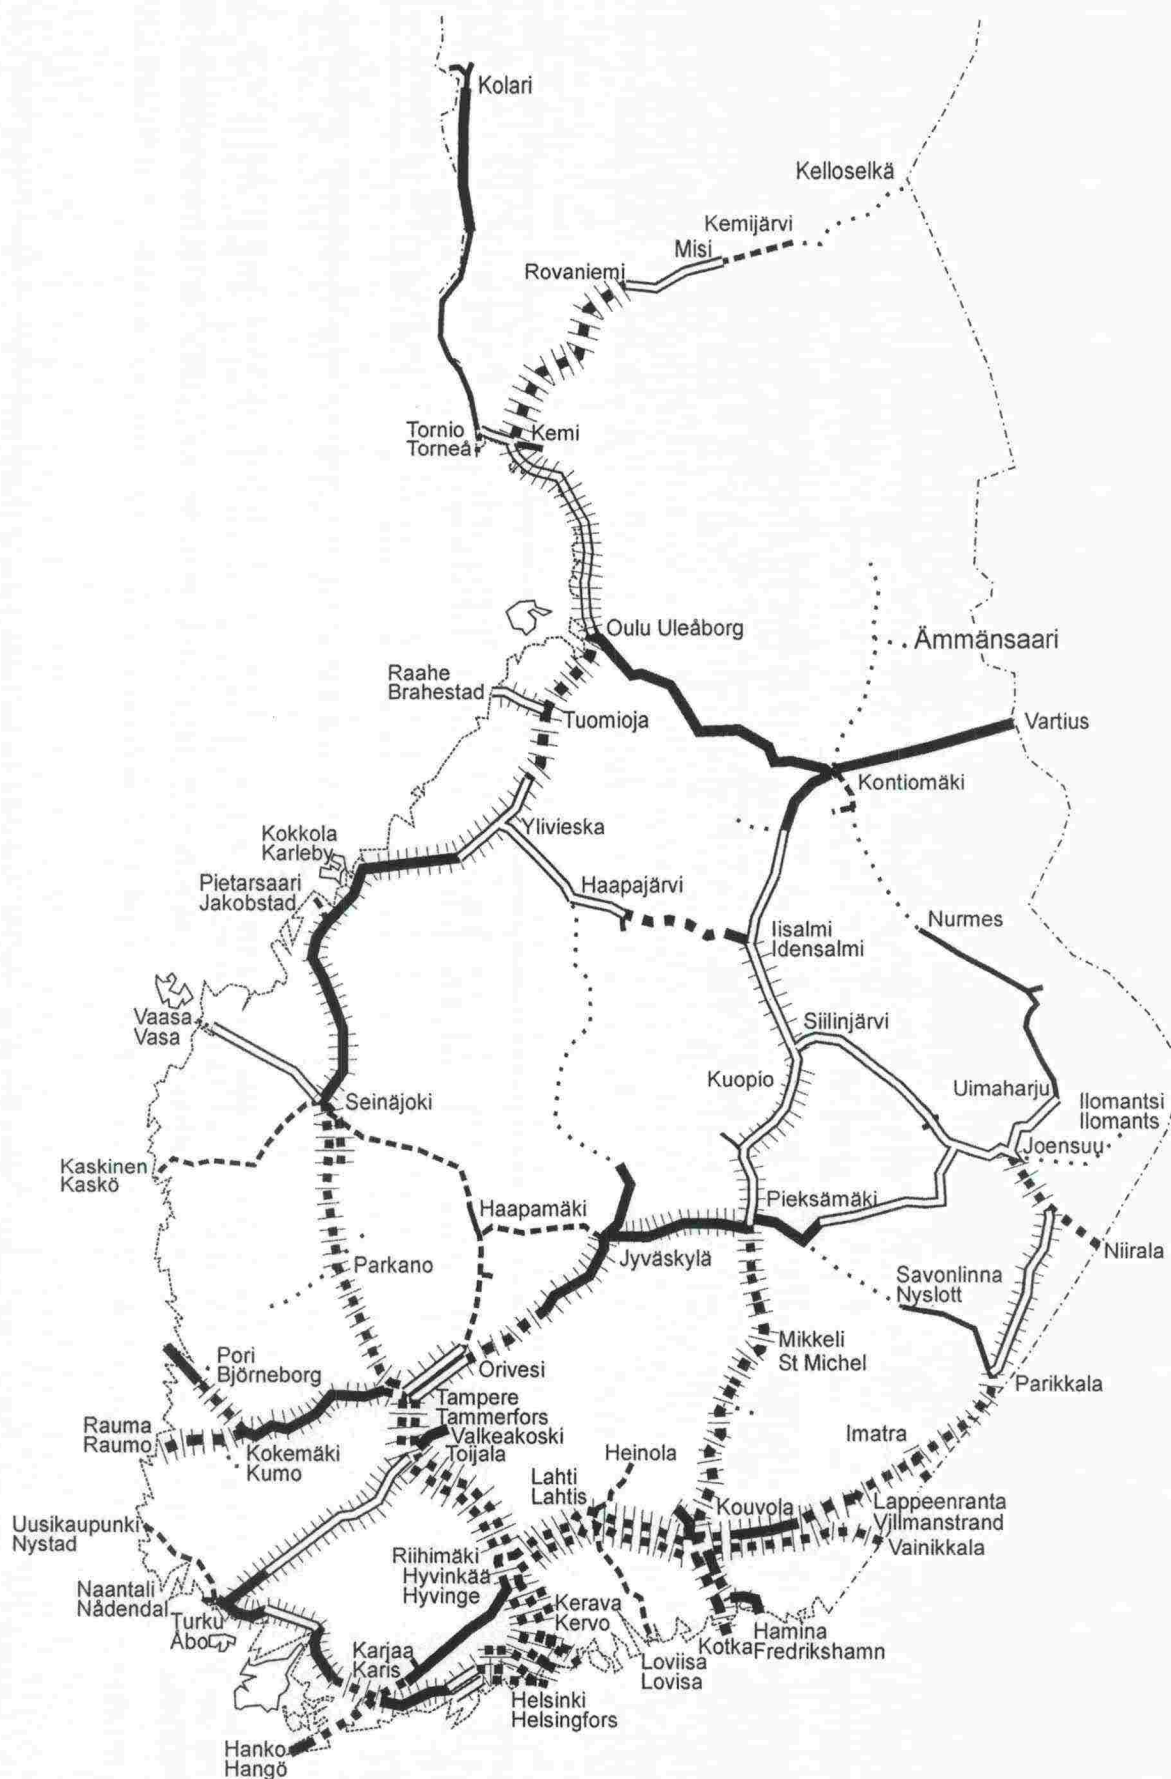 Kolari
Kelloselkä
Kemijärvi
Misi
Rovaniemi
Tornio
Torneå
Kemi
Oulu Uleåborg
Ämmänsaari
Raahe
Brahestad
Tuomioja
Vartius
Kontiomäki
Ylivieska
Kokkola
Karleby
Pietarsaari
Jakobstad
Haapajärvi
Iisalmi
Idensalmi
Nurmes
Vaasa
Vasa
Siilinjärvi
Kuopio
Seinäjoki
Uimaharju
Ilomantsi
Ilomants
Joensuu
Kaskinen
Kaskö
Haapamäki
Pieksämäki
Jyväskylä
Niirala
Parkano
Savonlinna
Nyslott
Mikkeli
St Michel
Pori
Björneborg
Orivesi
Parikkala
Tampere
Tammerfors
Valkeakoski
Toijala
Rauma
Raumo
Kokemäki
Kumo
Imatra
Heinola
Lahti
Lahtis
Kouvola
Lappeenranta
Villmanstrand
Vainikkala
Uusikaupunki
Nystad
Riihimäki
Hyvinkää
Hyvinge
Naantali
Nådendal
Turku
Åbo
Kerava
Kervo
Hamina
Fredrikshamn
Kotka
Karjaa
Karis
Loviisa
Lovisa
Helsinki
Helsingfors
Hanko
Hangö